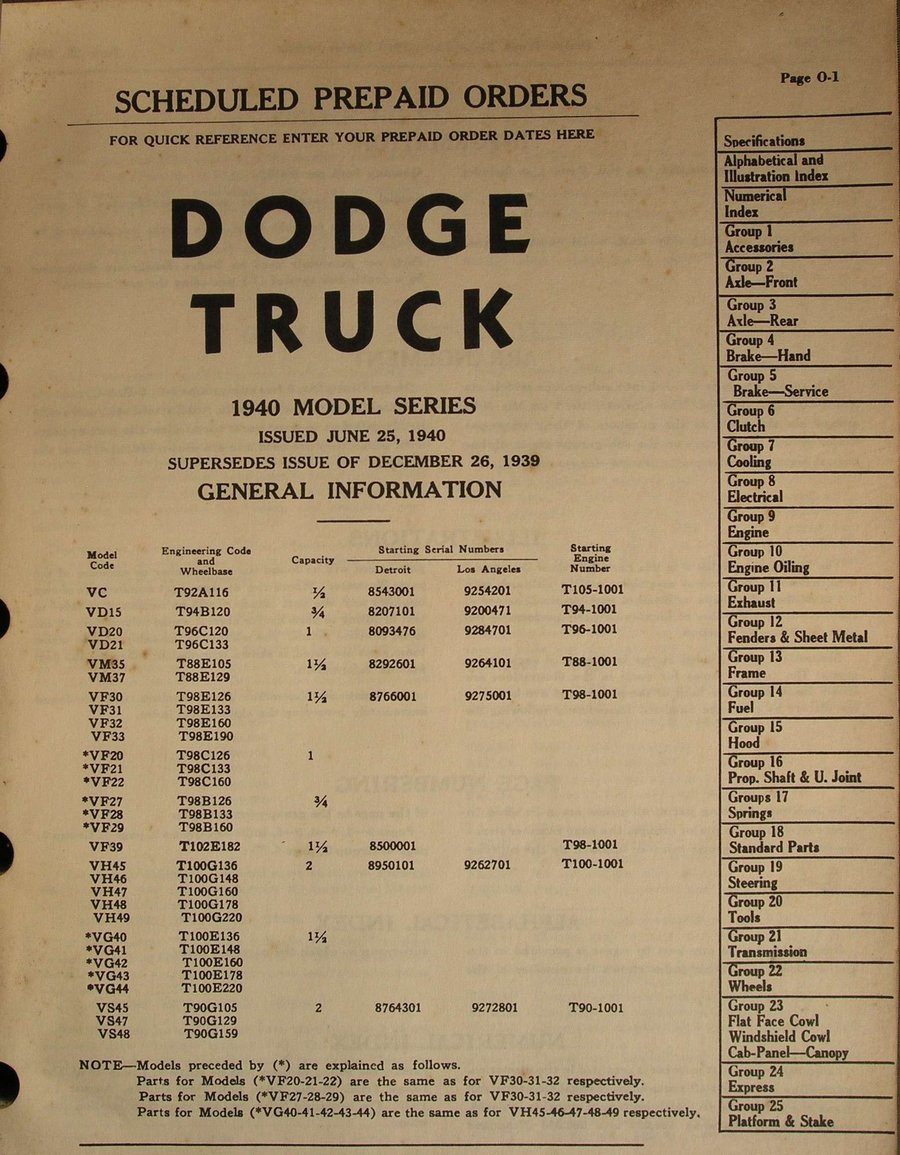 Page O-1
SCHEDULED PREPAID ORDERS
FOR QUICK REFERENCE ENTER YOUR PREPAID ORDER DATES HERE
DODGE
TRUCK
1940 MODEL SERIES
ISSUED JUNE 25, 1940
SUPERSEDES ISSUE OF DECEMBER 26, 1939
GENERAL INFORMATION
Model Code Engineering Code and Wheelbase Capacity Starting Serial Numbers Detroit Los Angeles Starting Engine Number
VC T92A116 ½ 8543001 9254201 T105-1001
VD15 T94B120 ¾ 8207101 9200471 T94-1001
VD20 T96C120 1 8093476 9284701 T96-1001
VD21 T96C133
VM35 T88E105 1½ 8292601 9264101 T88-1001
VM37 T88E129
VF30 T98E126 1½ 8766001 9275001 T98-1001
VF31 T98E133
VF32 T98E160
VF33 T98E190
*VF20 T98C126 1
*VF21 T98C133
*VF22 T98C160
*VF27 T98B126 ¾
*VF28 T98B133
*VF29 T98B160
VF39 T102E182 1½ 8500001 T98-1001
VH45 T100G136 2 8950101 9262701 T100-1001
VH46 T100G148
VH47 T100G160
VH48 T100G178
VH49 T100G220
*VG40 T100E136 1½
*VG41 T100E148
*VG42 T100E160
*VG43 T100E178
*VG44 T100E220
VS45 T90G105 2 8764301 9272801 T90-1001
VS47 T90G129
VS48 T90G159
NOTE—Models preceded by (*) are explained as follows.
Parts for Models (*VF20-21-22) are the same as for VF30-31-32 respectively.
Parts for Models (*VF27-28-29) are the same as for VF30-31-32 respectively.
Parts for Models (*VG40-41-42-43-44) are the same as for VH45-46-47-48-49 respectively.
Specifications
Alphabetical and
Illustration Index
Numerical
Index
Group 1
Accessories
Group 2
Axle—Front
Group 3
Axle—Rear
Group 4
Brake—Hand
Group 5
Brake—Service
Group 6
Clutch
Group 7
Cooling
Group 8
Electrical
Group 9
Engine
Group 10
Engine Oiling
Group 11
Exhaust
Group 12
Fenders & Sheet Metal
Group 13
Frame
Group 14
Fuel
Group 15
Hood
Group 16
Prop. Shaft & U. Joint
Groups 17
Springs
Group 18
Standard Parts
Group 19
Steering
Group 20
Tools
Group 21
Transmission
Group 22
Wheels
Group 23
Flat Face Cowl
Windshield Cowl
Cab-Panel—Canopy
Group 24
Express
Group 25
Platform & Stake